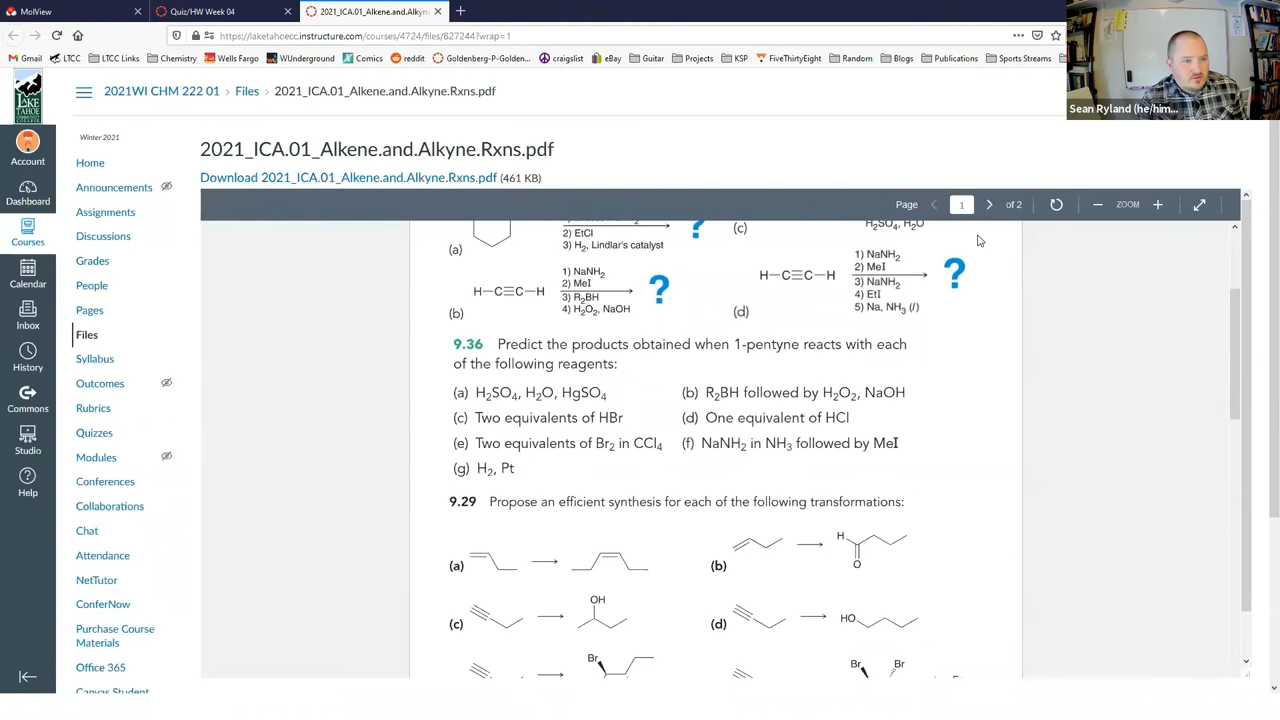 MolView
Quiz/HW Week 04
2021_ICA.01_Alkene.and.Alkyne.Rxns
https://laketahoecc.instructure.com/courses/4724/files/827244?wrap=1
Gmail LTCC LTCC Links Chemistry Wells Fargo WUnderground Comics reddit Goldenberg-P-Golden... craigslist eBay Guitar Projects KSP FiveThirtyEight Random Blogs Publications Sports Streams
Sean Ryland (he/him...
LAKE TAHOE
2021WI CHM 222 01 Files 2021_ICA.01_Alkene.and.Alkyne.Rxns.pdf
Account
Dashboard
Courses
Calendar
Inbox
History
Commons
Studio
Help
Winter 2021
Home
Announcements
Assignments
Discussions
Grades
People
Pages
Files
Syllabus
Outcomes
Rubrics
Quizzes
Modules
Conferences
Collaborations
Chat
Attendance
NetTutor
ConferNow
Purchase Course
Materials
Office 365
Canvas Student
2021_ICA.01_Alkene.and.Alkyne.Rxns.pdf
Download 2021_ICA.01_Alkene.and.Alkyne.Rxns.pdf (461 KB)
Page 1 of 2 ZOOM
2) EtCl
3) H₂, Lindlar's catalyst
?
(a)
(c)
H₂SO₄, H₂O
H—C≡C—H
1) NaNH₂
2) MeI
3) R₂BH
4) H₂O₂, NaOH
?
(b)
H—C≡C—H
1) NaNH₂
2) MeI
3) NaNH₂
4) EtI
5) Na, NH₃ (l)
?
(d)
9.36 Predict the products obtained when 1-pentyne reacts with each
of the following reagents:
(a) H₂SO₄, H₂O, HgSO₄ (b) R₂BH followed by H₂O₂, NaOH
(c) Two equivalents of HBr (d) One equivalent of HCl
(e) Two equivalents of Br₂ in CCl₄ (f) NaNH₂ in NH₃ followed by MeI
(g) H₂, Pt
9.29 Propose an efficient synthesis for each of the following transformations:
(a)
(b) H O
(c) OH
(d) HO
Br
Br Br